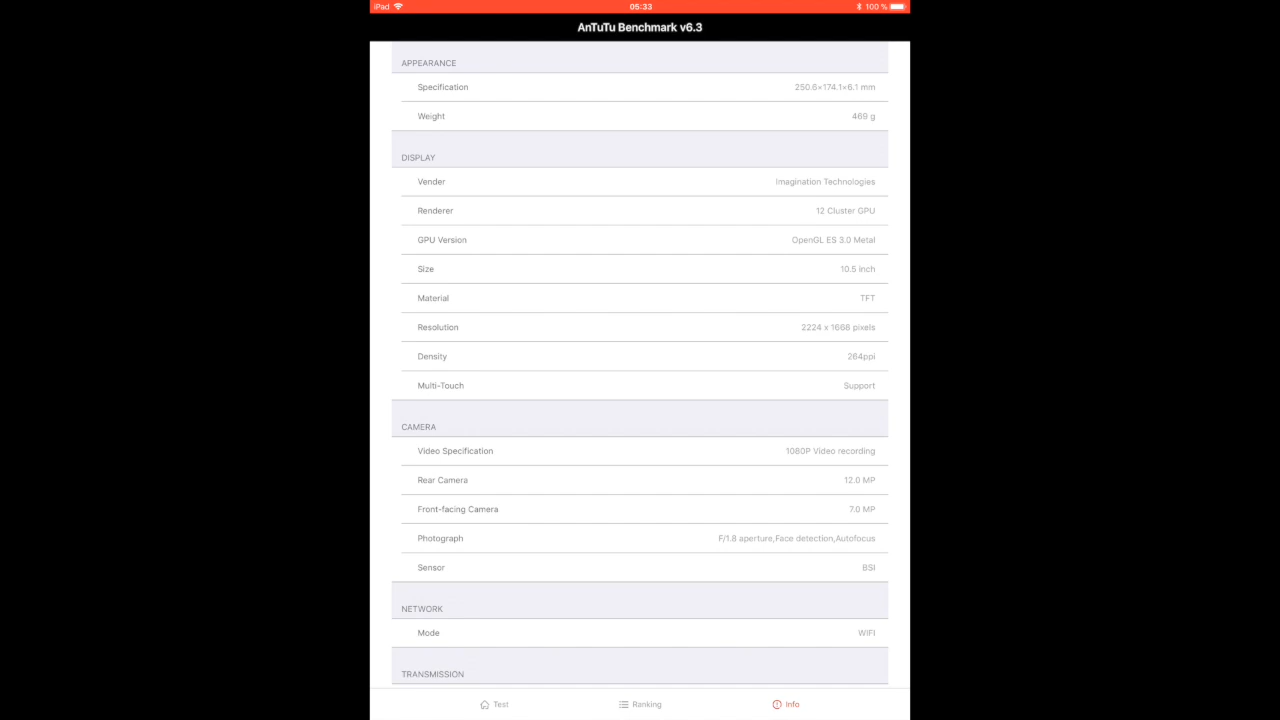 iPad 05:33 100 %
AnTuTu Benchmark v6.3
APPEARANCE
Specification 250.6×174.1×6.1 mm
Weight 469 g
DISPLAY
Vender Imagination Technologies
Renderer 12 Cluster GPU
GPU Version OpenGL ES 3.0 Metal
Size 10.5 inch
Material TFT
Resolution 2224 x 1668 pixels
Density 264ppi
Multi-Touch Support
CAMERA
Video Specification 1080P Video recording
Rear Camera 12.0 MP
Front-facing Camera 7.0 MP
Photograph F/1.8 aperture,Face detection,Autofocus
Sensor BSI
NETWORK
Mode WIFI
TRANSMISSION
Test Ranking Info